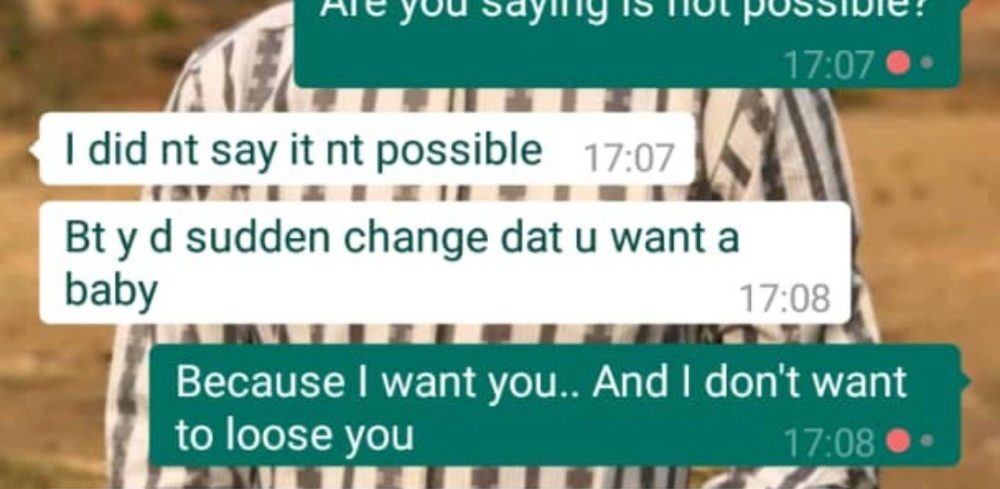 Are you saying is not possible?
17:07
I did nt say it nt possible 17:07
Bt y d sudden change dat u want a
baby 17:08
Because I want you.. And I don't want
to loose you 17:08